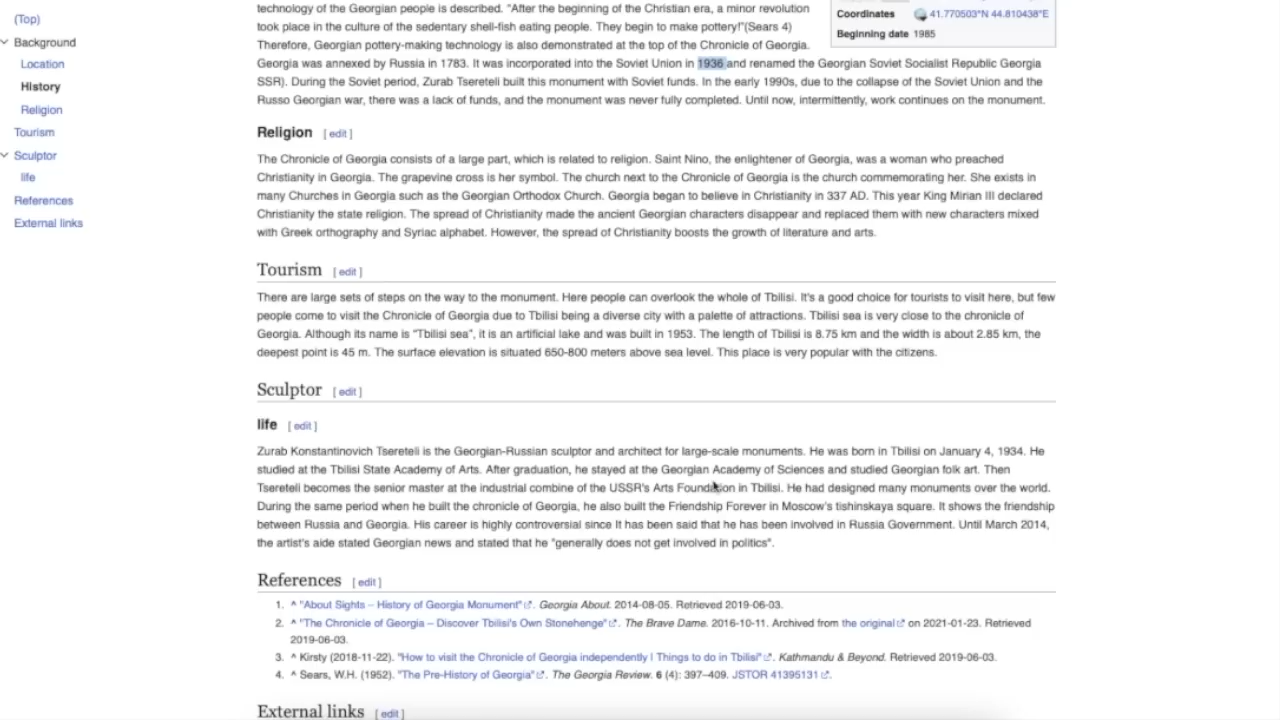 (Top)
Background
Location
History
Religion
Tourism
Sculptor
life
References
External links
Coordinates 41.770503°N 44.810438°E
Beginning date 1985
technology of the Georgian people is described. "After the beginning of the Christian era, a minor revolution
took place in the culture of the sedentary shell-fish eating people. They begin to make pottery!"(Sears 4)
Therefore, Georgian pottery-making technology is also demonstrated at the top of the Chronicle of Georgia.
Georgia was annexed by Russia in 1783. It was incorporated into the Soviet Union in 1936 and renamed the Georgian Soviet Socialist Republic Georgia
SSR). During the Soviet period, Zurab Tsereteli built this monument with Soviet funds. In the early 1990s, due to the collapse of the Soviet Union and the
Russo Georgian war, there was a lack of funds, and the monument was never fully completed. Until now, intermittently, work continues on the monument.
Religion [ edit ]
The Chronicle of Georgia consists of a large part, which is related to religion. Saint Nino, the enlightener of Georgia, was a woman who preached
Christianity in Georgia. The grapevine cross is her symbol. The church next to the Chronicle of Georgia is the church commemorating her. She exists in
many Churches in Georgia such as the Georgian Orthodox Church. Georgia began to believe in Christianity in 337 AD. This year King Mirian III declared
Christianity the state religion. The spread of Christianity made the ancient Georgian characters disappear and replaced them with new characters mixed
with Greek orthography and Syriac alphabet. However, the spread of Christianity boosts the growth of literature and arts.
Tourism [ edit ]
There are large sets of steps on the way to the monument. Here people can overlook the whole of Tbilisi. It's a good choice for tourists to visit here, but few
people come to visit the Chronicle of Georgia due to Tbilisi being a diverse city with a palette of attractions. Tbilisi sea is very close to the chronicle of
Georgia. Although its name is "Tbilisi sea", it is an artificial lake and was built in 1953. The length of Tbilisi is 8.75 km and the width is about 2.85 km, the
deepest point is 45 m. The surface elevation is situated 650-800 meters above sea level. This place is very popular with the citizens.
Sculptor [ edit ]
life [ edit ]
Zurab Konstantinovich Tsereteli is the Georgian-Russian sculptor and architect for large-scale monuments. He was born in Tbilisi on January 4, 1934. He
studied at the Tbilisi State Academy of Arts. After graduation, he stayed at the Georgian Academy of Sciences and studied Georgian folk art. Then
Tsereteli becomes the senior master at the industrial combine of the USSR's Arts Foundation in Tbilisi. He had designed many monuments over the world.
During the same period when he built the chronicle of Georgia, he also built the Friendship Forever in Moscow's tishinskaya square. It shows the friendship
between Russia and Georgia. His career is highly controversial since It has been said that he has been involved in Russia Government. Until March 2014,
the artist's aide stated Georgian news and stated that he "generally does not get involved in politics".
References [ edit ]
1. ^ "About Sights – History of Georgia Monument". Georgia About. 2014-08-05. Retrieved 2019-06-03.
2. ^ "The Chronicle of Georgia – Discover Tbilisi's Own Stonehenge". The Brave Dame. 2016-10-11. Archived from the original on 2021-01-23. Retrieved
2019-06-03.
3. ^ Kirsty (2018-11-22). "How to visit the Chronicle of Georgia independently | Things to do in Tbilisi". Kathmandu & Beyond. Retrieved 2019-06-03.
4. ^ Sears, W.H. (1952). "The Pre-History of Georgia". The Georgia Review. 6 (4): 397–409. JSTOR 41395131.
External links [ edit ]